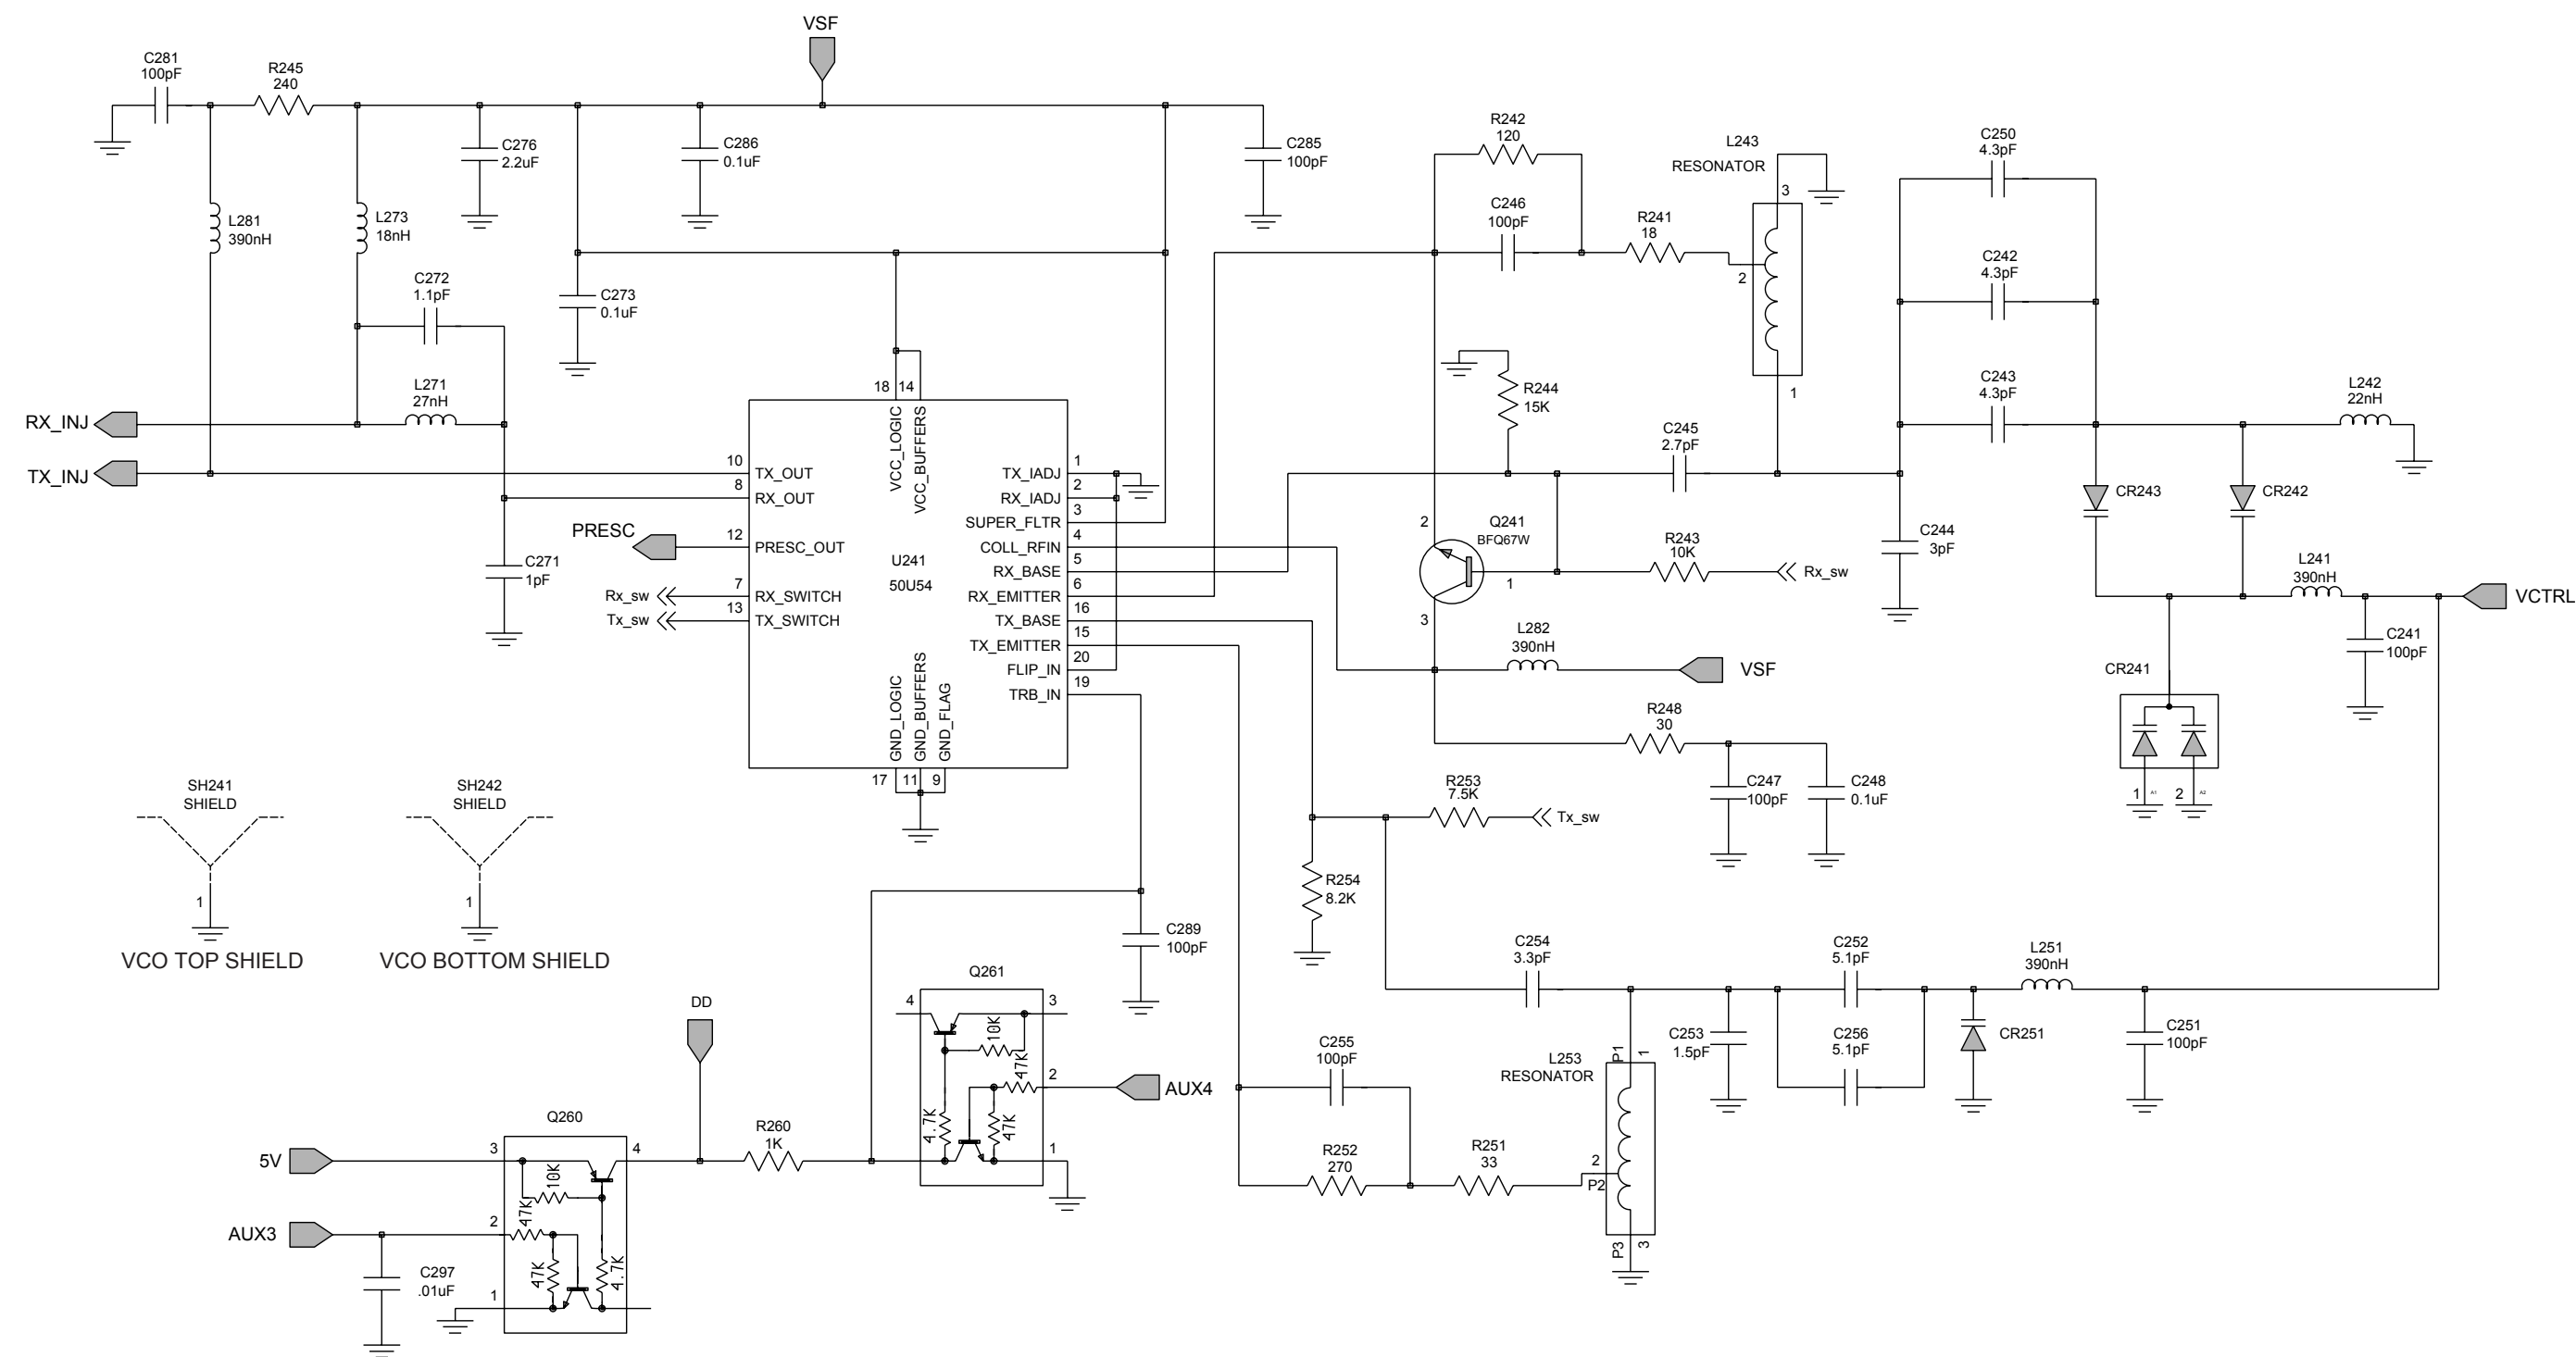 VSF
C281
100pF
R245
240
C276
2.2uF
C286
0.1uF
C285
100pF
L281
390nH
L273
18nH
C272
1.1pF
C273
0.1uF
L271
27nH
RX_INJ
TX_INJ
PRESC
C271
1pF
Rx_sw
Tx_sw
18
14
VCC_LOGIC
VCC_BUFFERS
10
TX_OUT
8
RX_OUT
12
PRESC_OUT
7
RX_SWITCH
13
TX_SWITCH
U241
50U54
1
TX_IADJ
2
RX_IADJ
3
SUPER_FLTR
4
COLL_RFIN
5
RX_BASE
6
RX_EMITTER
16
TX_BASE
15
TX_EMITTER
20
FLIP_IN
19
TRB_IN
GND_LOGIC
GND_BUFFERS
GND_FLAG
17
11
9
R242
120
C246
100pF
R241
18
L243
RESONATOR
3
2
1
R244
15K
C245
2.7pF
2
Q241
BFQ67W
1
3
R243
10K
Rx_sw
L282
390nH
VSF
R248
30
C247
100pF
C248
0.1uF
C250
4.3pF
C242
4.3pF
C243
4.3pF
L242
22nH
CR243
CR242
C244
3pF
L241
390nH
VCTRL
C241
100pF
CR241
1
A1
2
A2
SH241
SHIELD
1
VCO TOP SHIELD
SH242
SHIELD
1
VCO BOTTOM SHIELD
R253
7.5K
Tx_sw
R254
8.2K
C289
100pF
C254
3.3pF
C252
5.1pF
L251
390nH
C253
1.5pF
C256
5.1pF
CR251
C251
100pF
C255
100pF
L253
RESONATOR
P1
1
2
P2
P3
3
R252
270
R251
33
Q261
4
3
10K
47K
2
AUX4
4.7K
47K
1
DD
R260
1K
Q260
5V
3
4
10K
47K
AUX3
2
47K
4.7K
1
C297
.01uF